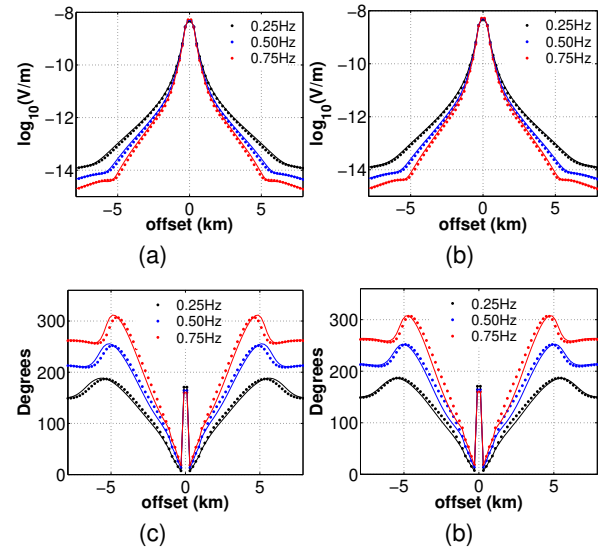 −8
−10
−12
−14
log10(V/m)
0.25Hz
0.50Hz
0.75Hz
−5 0 5
offset (km)
(a)
−8
−10
−12
−14
log10(V/m)
0.25Hz
0.50Hz
0.75Hz
−5 0 5
offset (km)
(b)
300
200
100
0
Degrees
0.25Hz
0.50Hz
0.75Hz
−5 0 5
offset (km)
(c)
300
200
100
0
Degrees
0.25Hz
0.50Hz
0.75Hz
−5 0 5
offset (km)
(b)